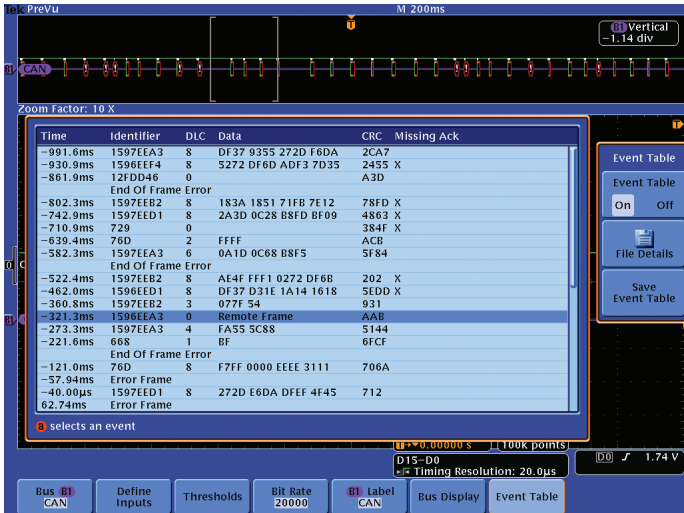 Tek PreVu M 200ms
T
B1 Vertical
-1.14 div
B1 CAN
Zoom Factor: 10 X
T
Time Identifier DLC Data CRC Missing Ack
-991.6ms 1597EEA3 8 DF37 9355 272D F6DA 2CA7
-930.9ms 1596EEF4 8 5272 DF6D ADF3 7D35 2455 X
-861.9ms 12FDD46 0 A3D
End Of Frame Error
-802.3ms 1597EEB2 8 183A 1851 71FB 7E12 78FD X
-742.9ms 1597EED1 8 2A3D 0C28 B8FD BF09 4863 X
-710.9ms 729 0 384F X
-639.4ms 76D 2 FFFF ACB
-582.3ms 1597EEA3 6 0A1D 0C68 B8F5 5F84
End Of Frame Error
-522.4ms 1597EEB2 8 AE4F FFF1 0272 DF6B 202 X
-462.0ms 1596EED1 8 DF37 D31E 1A14 1618 5EDD X
-360.8ms 1597EEB2 3 077F 54 931
-321.3ms 1596EEA3 0 Remote Frame AAB
-273.3ms 1597EEA3 4 FA55 5C88 5144
-221.6ms 668 1 BF 6FCF
End Of Frame Error
-121.0ms 76D 8 F7FF 0000 EEEE 3111 706A
-57.94ms Error Frame
-40.00µs 1597EED1 8 272D E6DA DFEF 4F45 712
62.74ms Error Frame
a selects an event
Event Table
Event Table
On Off
File Details
Save
Event Table
0.00000 s 100k points
D15-D0
Timing Resolution: 20.0µs
D0 1.74 V
Bus B1
CAN
Define
Inputs
Thresholds
Bit Rate
20000
B1 Label
CAN
Bus Display
Event Table